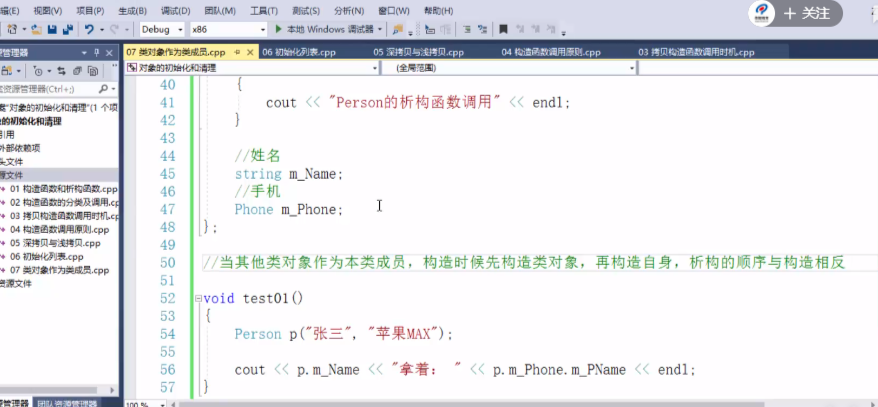 编辑(E) 视图(V) 项目(P) 生成(B) 调试(D) 团队(M) 工具(T) 测试(S) 分析(N) 窗口(W) 帮助(H)
+ 关注
Debug x86 本地 Windows 调试器
07 类对象作为类成员.cpp 06 初始化列表.cpp 05 深拷贝与浅拷贝.cpp 04 构造函数调用原则.cpp 03 拷贝构造函数调用时机.cpp
对象的初始化和清理 (全局范围)
资源管理器(Ctrl+;)
案"对象的初始化和清理"(1 个项
的初始化和清理
引用
外部依赖项
头文件
源文件
01 构造函数和析构函数.cpp
02 构造函数的分类及调用.cpp
03 拷贝构造函数调用时机.cpp
04 构造函数调用原则.cpp
05 深拷贝与浅拷贝.cpp
06 初始化列表.cpp
07 类对象作为类成员.cpp
资源文件
40 {
41 cout << "Person的析构函数调用" << endl;
42 }
43
44 //姓名
45 string m_Name;
46 //手机
47 Phone m_Phone;
48 };
49
50 //当其他类对象作为本类成员，构造时候先构造类对象，再构造自身，析构的顺序与构造相反
51
52 void test01()
53 {
54 Person p("张三", "苹果MAX");
55
56 cout << p.m_Name << "拿着： " << p.m_Phone.m_PName << endl;
57 }
管理器 团队资源管理器 100 %